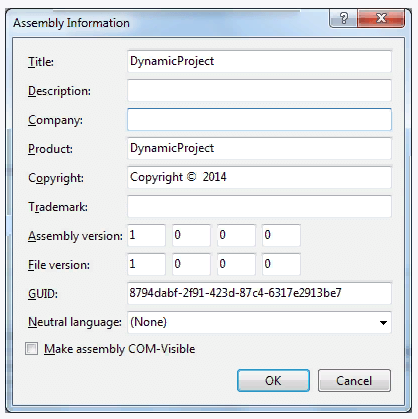 Assembly Information
Title: DynamicProject
Description:
Company:
Product: DynamicProject
Copyright: Copyright © 2014
Trademark:
Assembly version: 1 0 0 0
File version: 1 0 0 0
GUID: 8794dabf-2f91-423d-87c4-6317e2913be7
Neutral language: (None)
Make assembly COM-Visible
OK Cancel